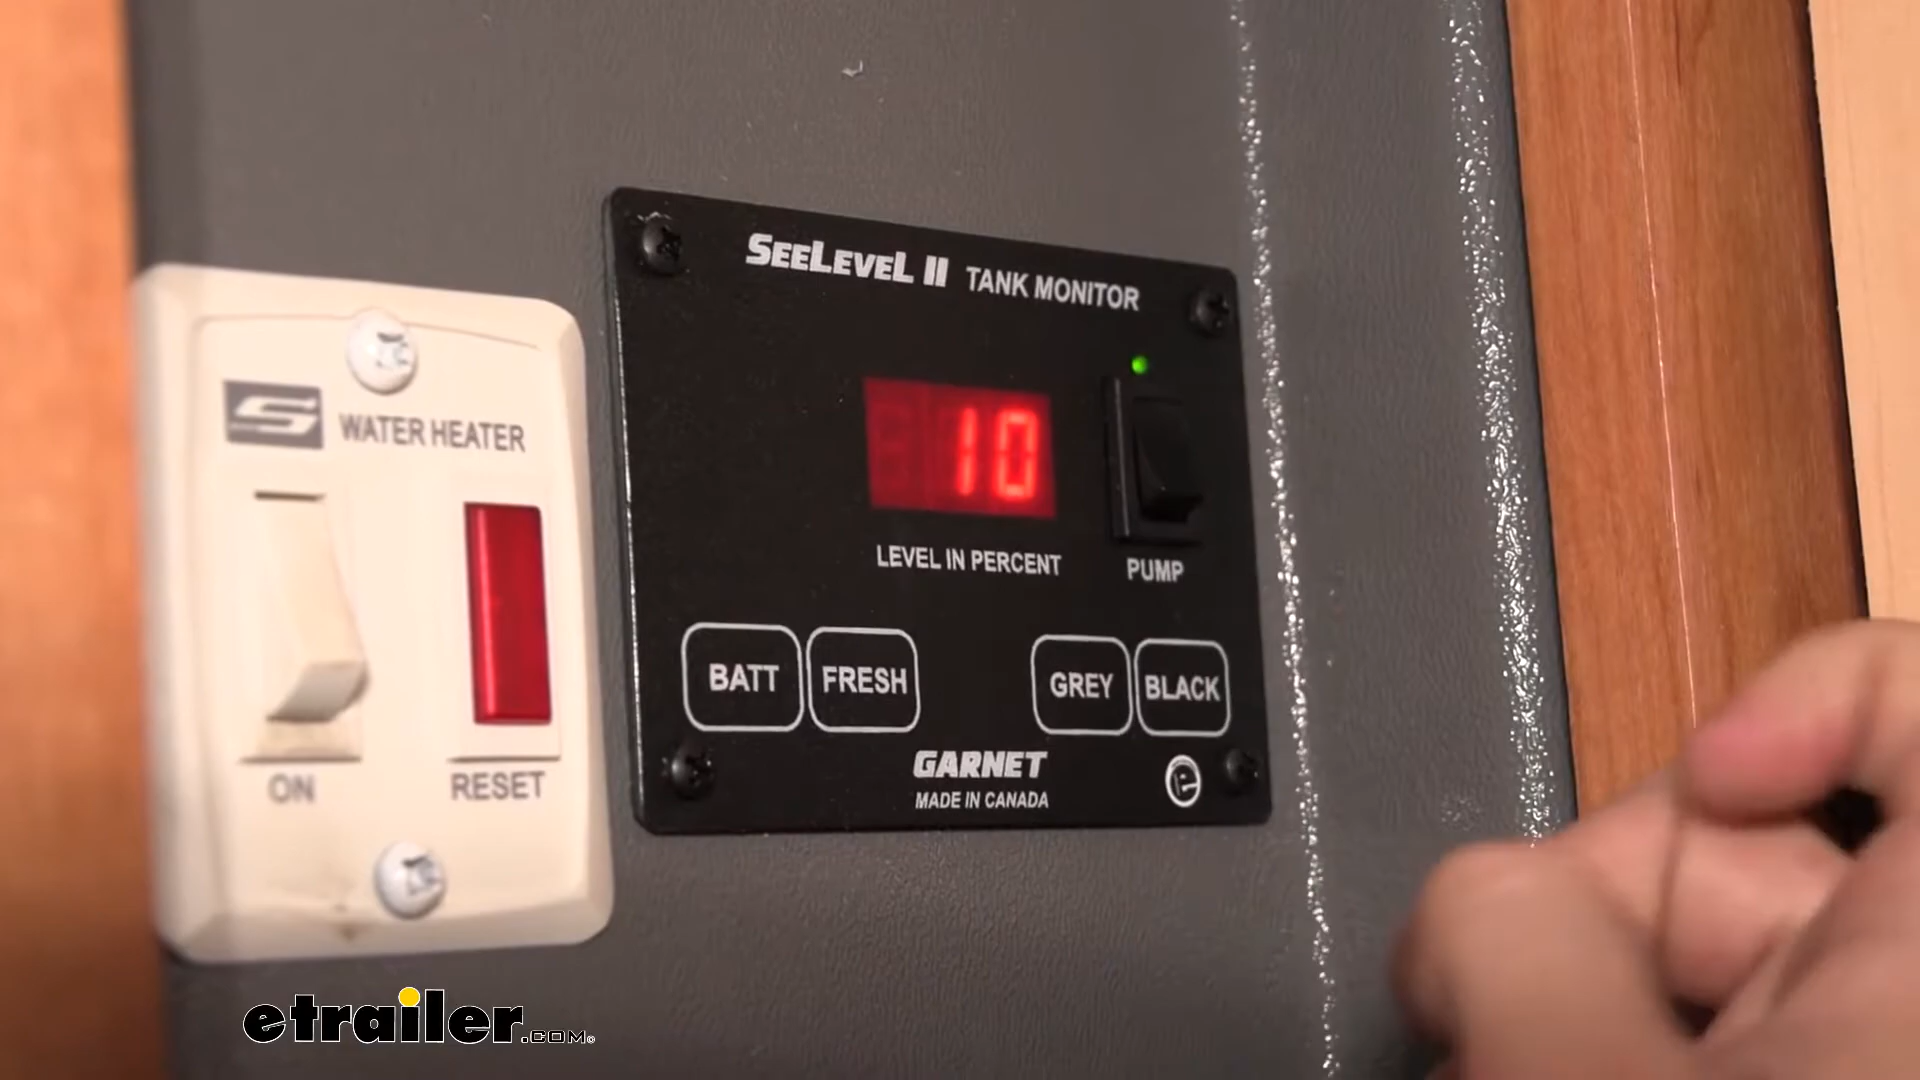 SEELEVEL II TANK MONITOR
S WATER HEATER
10
LEVEL IN PERCENT
PUMP
BATT FRESH GREY BLACK
ON RESET
GARNET
MADE IN CANADA
etrailer.com